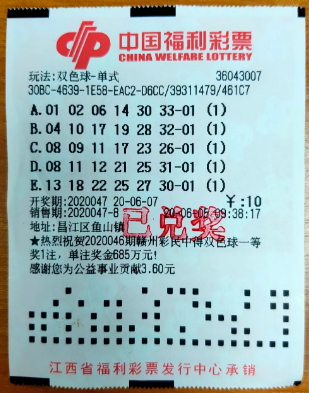 中国福利彩票
CHINA WELFARE LOTTERY
玩法:双色球-单式 36043007
30BC-4639-1E58-EAC2-D6CC/39311479/461C7
A.01 02 06 14 30 33-01 (1)
B.04 10 17 19 28 32-01 (1)
C.08 09 11 17 23 26-01 (1)
D.08 11 12 21 25 31-01 (1)
E.13 18 22 25 27 30-01 (1)
开奖期:2020047 20-06-07 ¥:10
销售期:2020047-8 20-06-05 09:38:17
已兑奖
地址:昌江区鱼山镇
★热烈祝贺2020046期赣州彩民中得双色球一等
奖1注,单注奖金685万元!
感谢您为公益事业贡献3.60元
江西省福利彩票发行中心承销